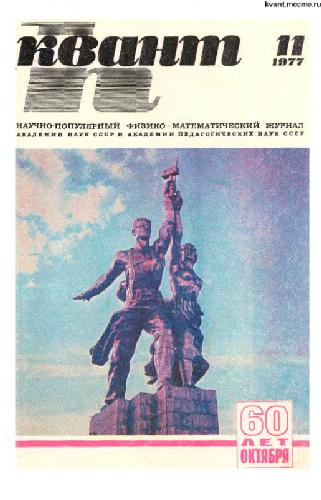 kvant.mccme.ru
квант 11
1977
НАУЧНО-ПОПУЛЯРНЫЙ ФИЗИКО-МАТЕМАТИЧЕСКИЙ ЖУРНАЛ
АКАДЕМИИ НАУК СССР И АКАДЕМИИ ПЕДАГОГИЧЕСКИХ НАУК СССР
60
ЛЕТ
ОКТЯБРЯ